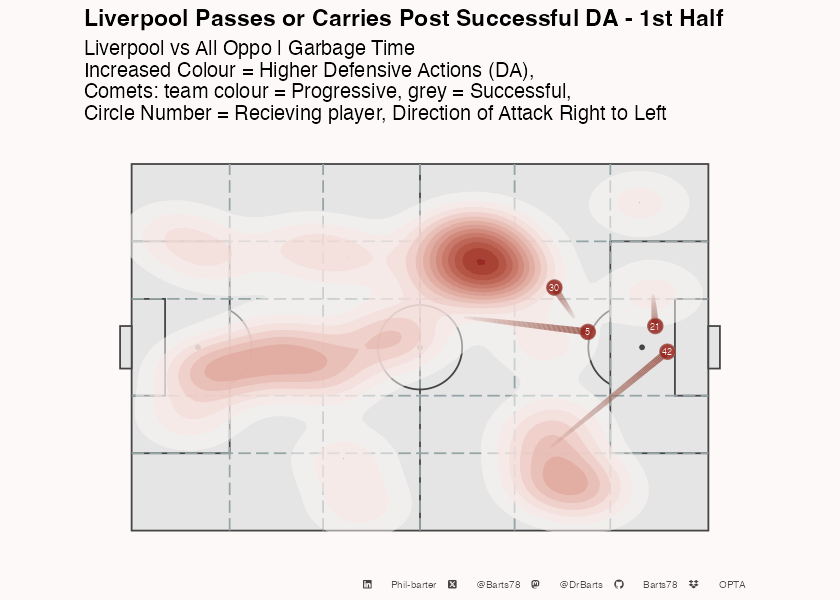 Liverpool Passes or Carries Post Successful DA - 1st Half
Liverpool vs All Oppo l Garbage Time
Increased Colour = Higher Defensive Actions (DA),
Comets: team colour = Progressive, grey = Successful,
Circle Number = Recieving player, Direction of Attack Right to Left
30
5
21
42
Phil-barter @Barts78 @DrBarts Barts78 OPTA